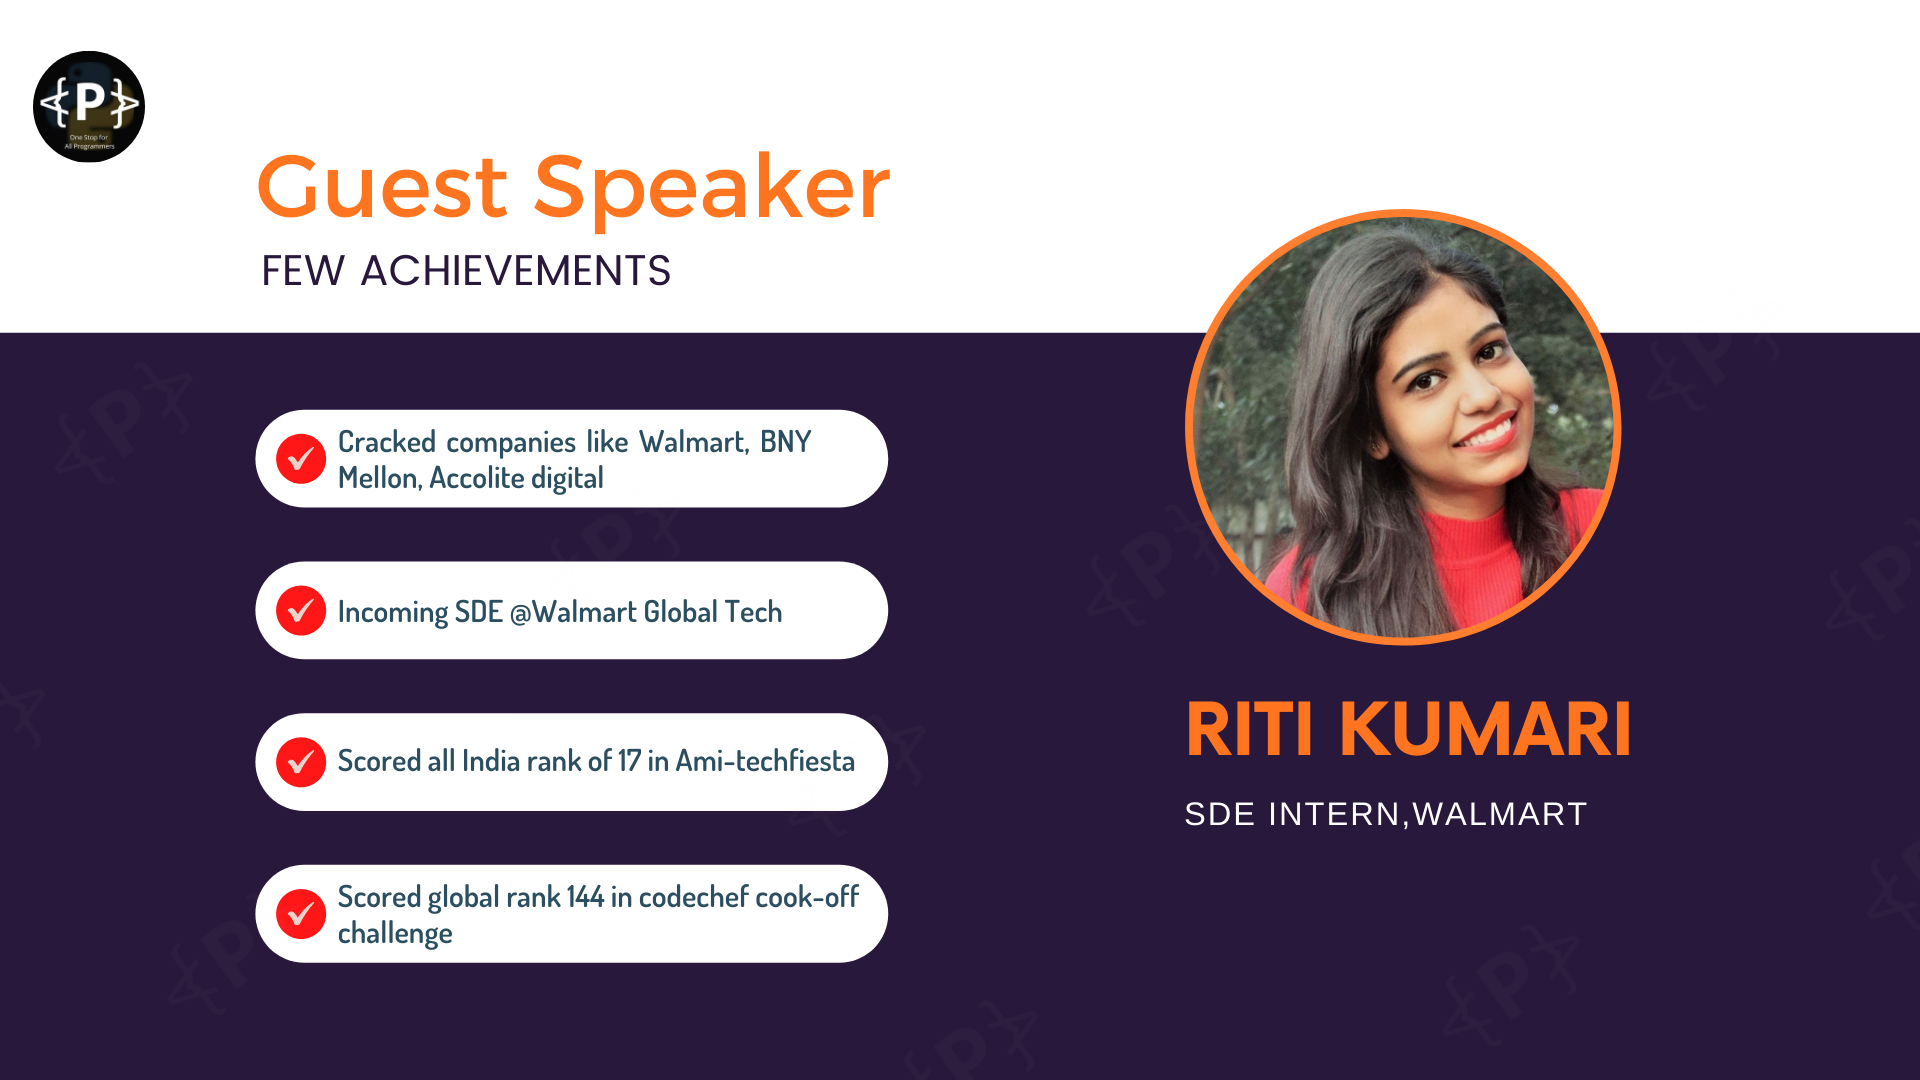 {P}
One Stop for
All Programmers
Guest Speaker
FEW ACHIEVEMENTS
Cracked companies like Walmart, BNY
Mellon, Accolite digital
Incoming SDE @Walmart Global Tech
Scored all India rank of 17 in Ami-techfiesta
Scored global rank 144 in codechef cook-off
challenge
RITI KUMARI
SDE INTERN,WALMART